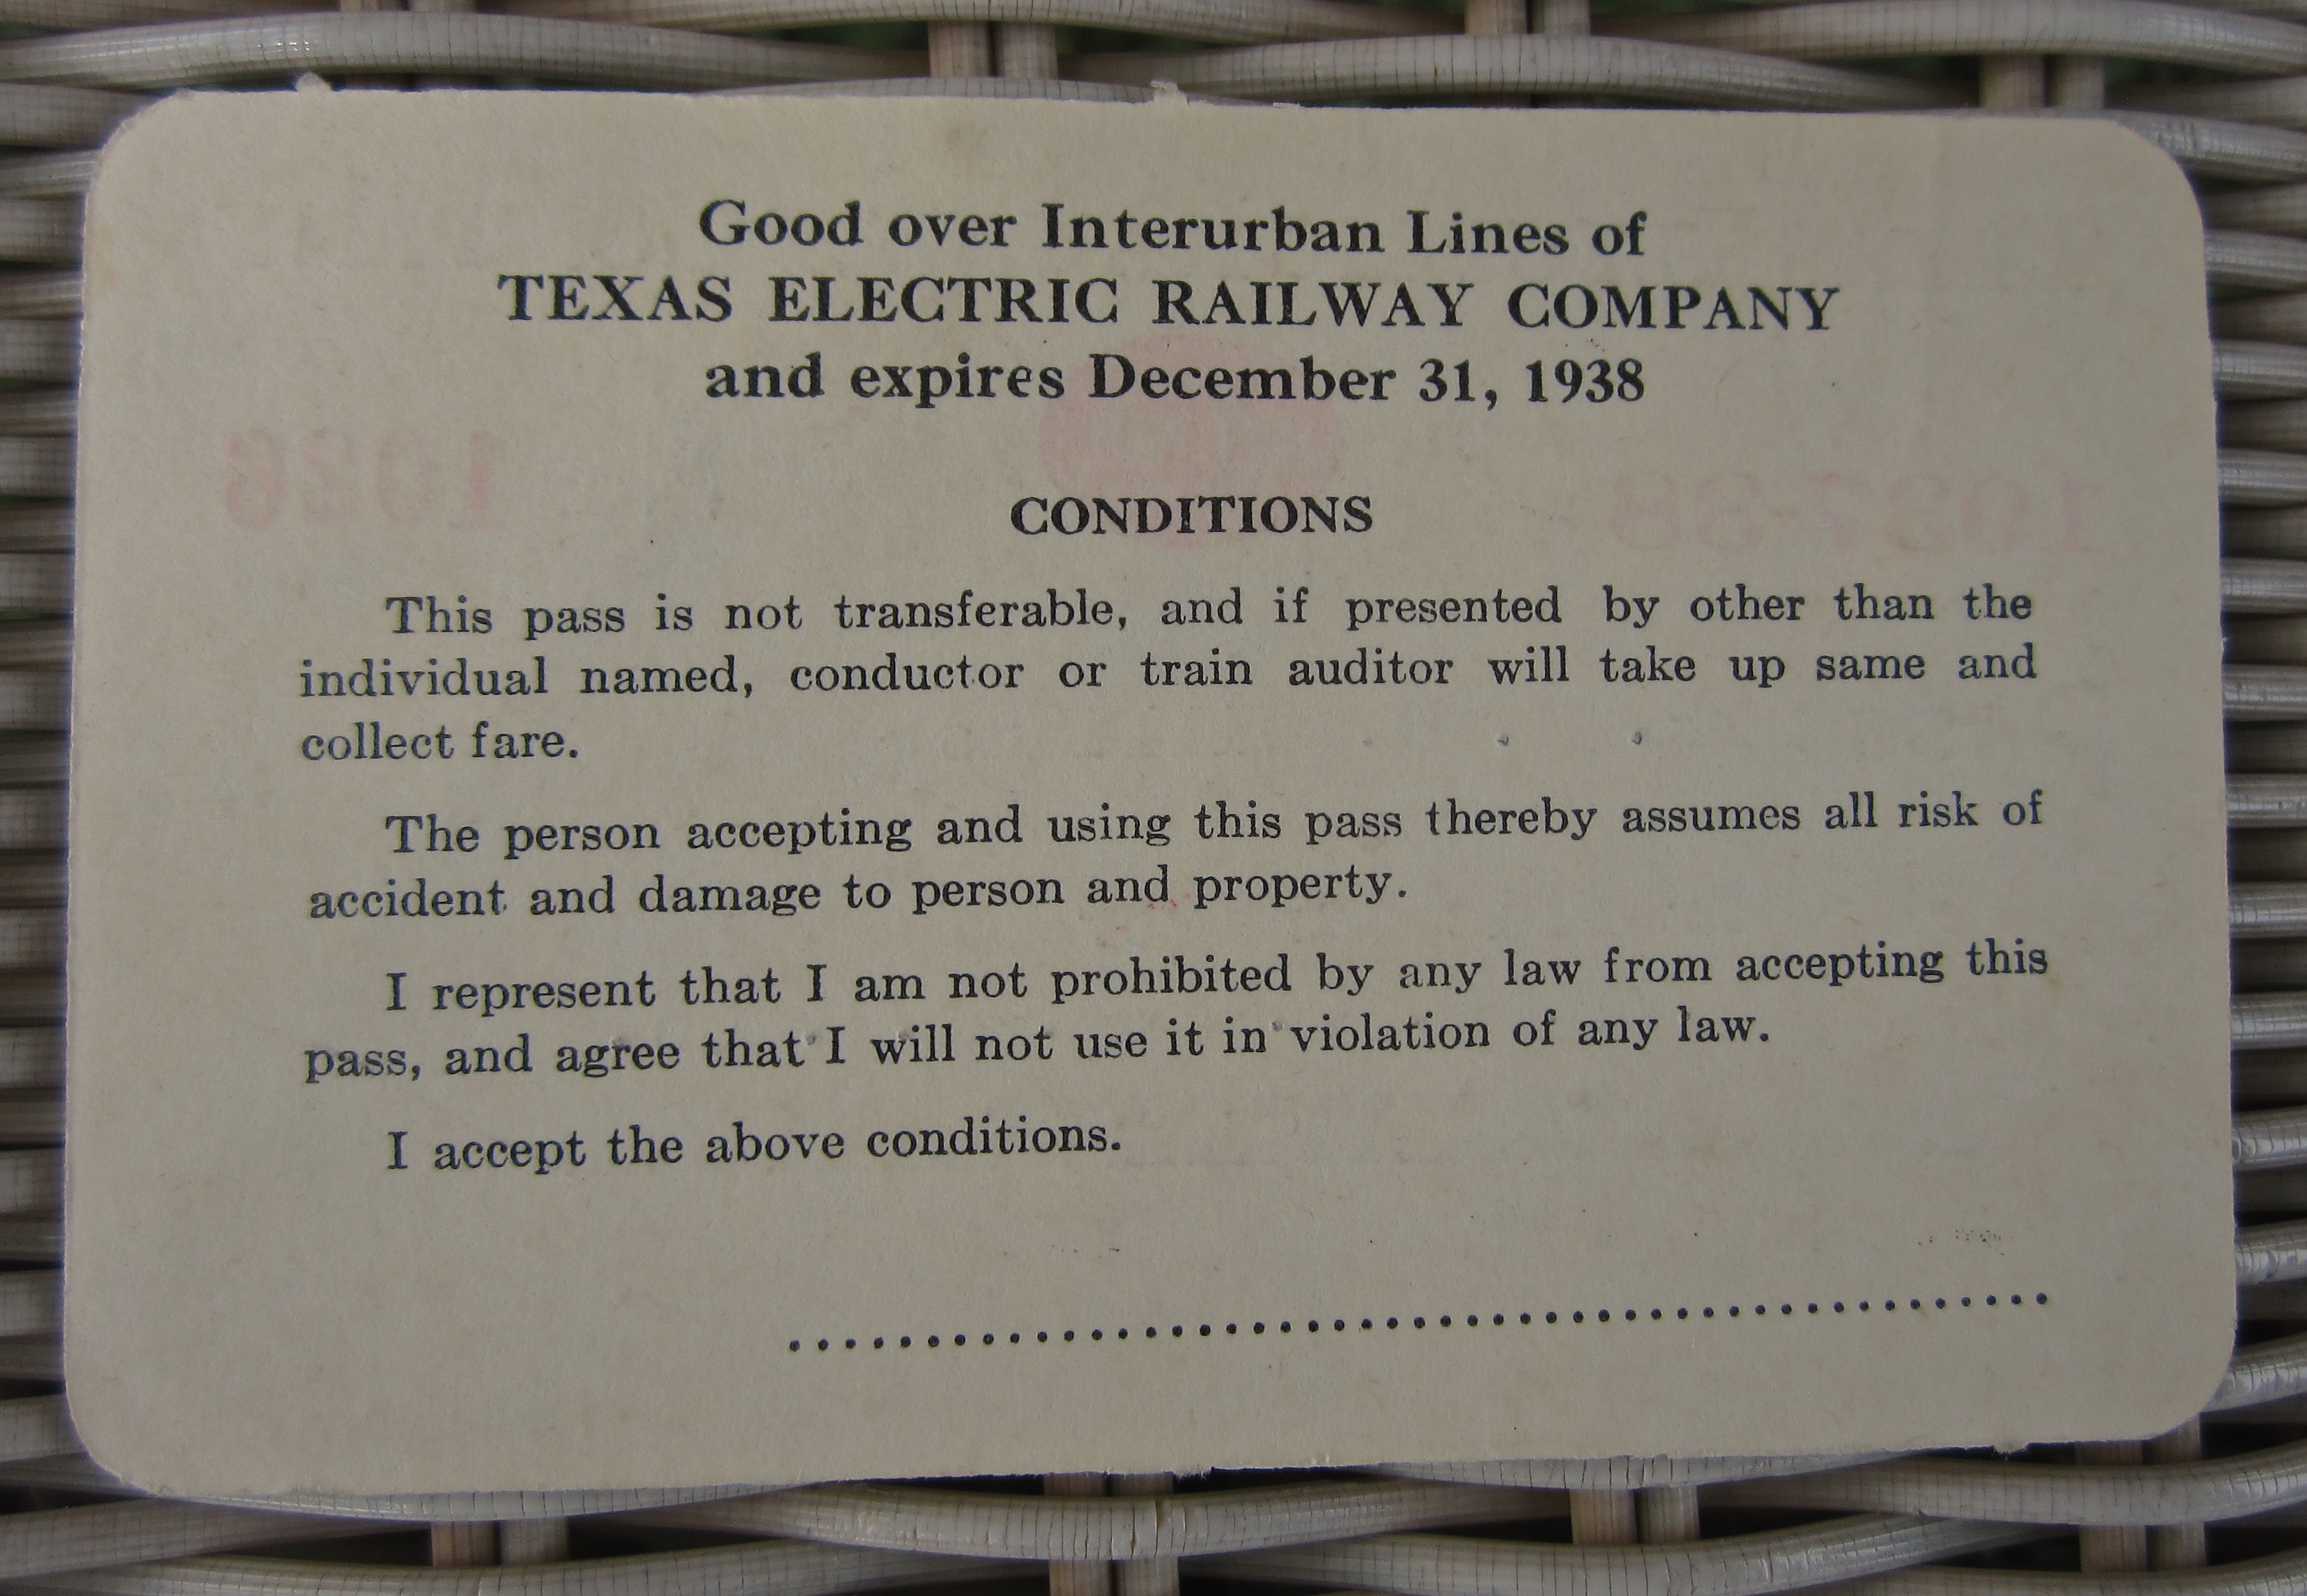 Good over Interurban Lines of
TEXAS ELECTRIC RAILWAY COMPANY
and expires December 31, 1938
CONDITIONS
This pass is not transferable, and if presented by other than the
individual named, conductor or train auditor will take up same and
collect fare.
The person accepting and using this pass thereby assumes all risk of
accident and damage to person and property.
I represent that I am not prohibited by any law from accepting this
pass, and agree that I will not use it in violation of any law.
I accept the above conditions.